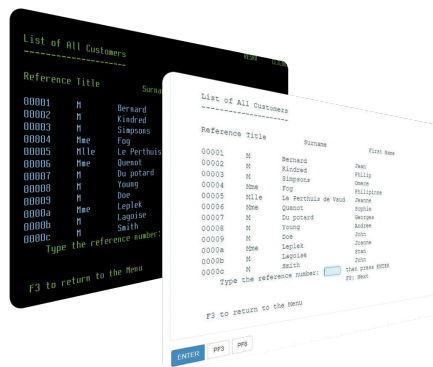 List of All Customers
--------------------
Reference Title Surna
00001 M Bernard
00002 M Kindred
00003 M Simpsons
00004 Mme Fog
00005 Mlle Le Perthuis
00006 Mme Quenot
00007 M Du potard
00008 M Young
00009 M Doe
0000a Mme Leplek
0000b M Lagoise
0000c M Smith
Type the reference number:
F3 to return to the Menu
List of All Customers
--------------------
Reference Title Surname First Name
00001 M Bernard Jean
00002 M Kindred Philip
00003 M Simpsons Omere
00004 Mme Fog Philipine
00005 Mlle Le Perthuis de Vaud Jeanne
00006 Mme Quenot Sophie
00007 M Du potard Georges
00008 M Young Andree
00009 M Doe John
0000a Mme Leplek Joanne
0000b M Lagoise
0000c M Smith John
Type the reference number: then press ENTER
F8: Next
F3 to return to the Menu
ENTER PF3 PF8